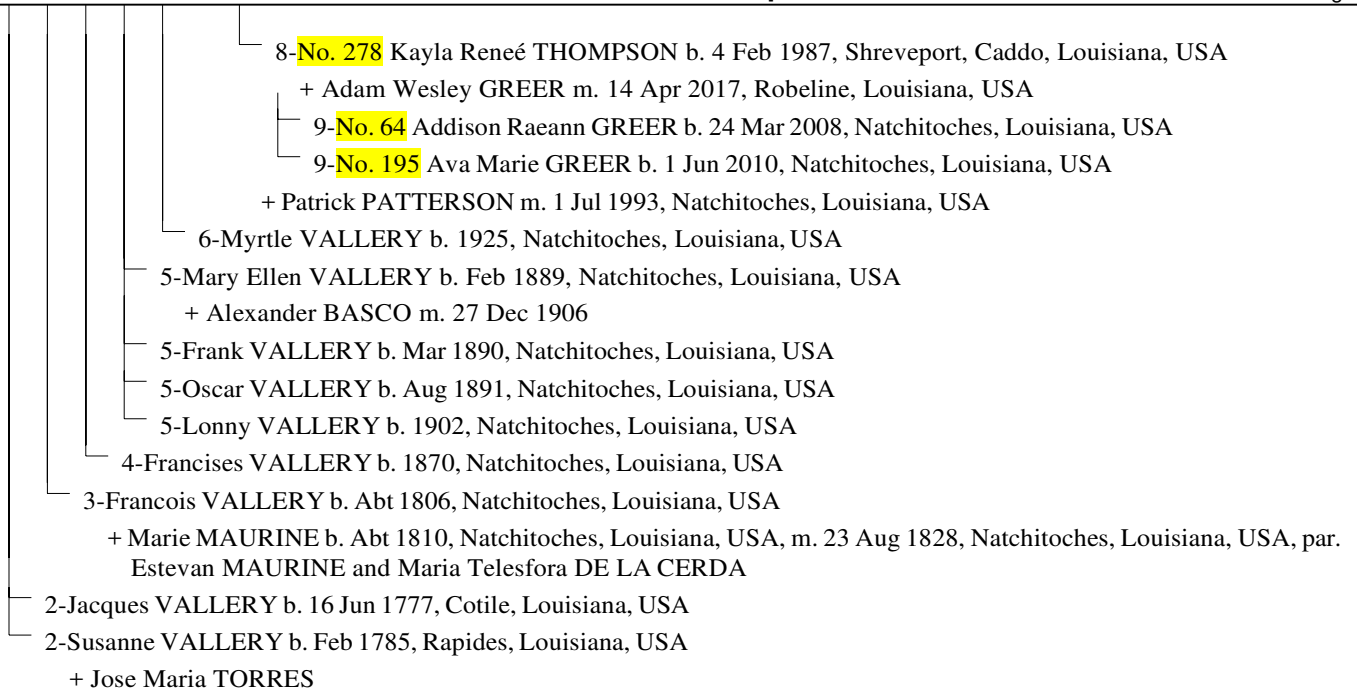 8-No. 278 Kayla Reneé THOMPSON b. 4 Feb 1987, Shreveport, Caddo, Louisiana, USA
+ Adam Wesley GREER m. 14 Apr 2017, Robeline, Louisiana, USA
9-No. 64 Addison Raeann GREER b. 24 Mar 2008, Natchitoches, Louisiana, USA
9-No. 195 Ava Marie GREER b. 1 Jun 2010, Natchitoches, Louisiana, USA
+ Patrick PATTERSON m. 1 Jul 1993, Natchitoches, Louisiana, USA
6-Myrtle VALLERY b. 1925, Natchitoches, Louisiana, USA
5-Mary Ellen VALLERY b. Feb 1889, Natchitoches, Louisiana, USA
+ Alexander BASCO m. 27 Dec 1906
5-Frank VALLERY b. Mar 1890, Natchitoches, Louisiana, USA
5-Oscar VALLERY b. Aug 1891, Natchitoches, Louisiana, USA
5-Lonny VALLERY b. 1902, Natchitoches, Louisiana, USA
4-Francises VALLERY b. 1870, Natchitoches, Louisiana, USA
3-Francois VALLERY b. Abt 1806, Natchitoches, Louisiana, USA
+ Marie MAURINE b. Abt 1810, Natchitoches, Louisiana, USA, m. 23 Aug 1828, Natchitoches, Louisiana, USA, par.
Estevan MAURINE and Maria Telesfora DE LA CERDA
2-Jacques VALLERY b. 16 Jun 1777, Cotile, Louisiana, USA
2-Susanne VALLERY b. Feb 1785, Rapides, Louisiana, USA
+ Jose Maria TORRES